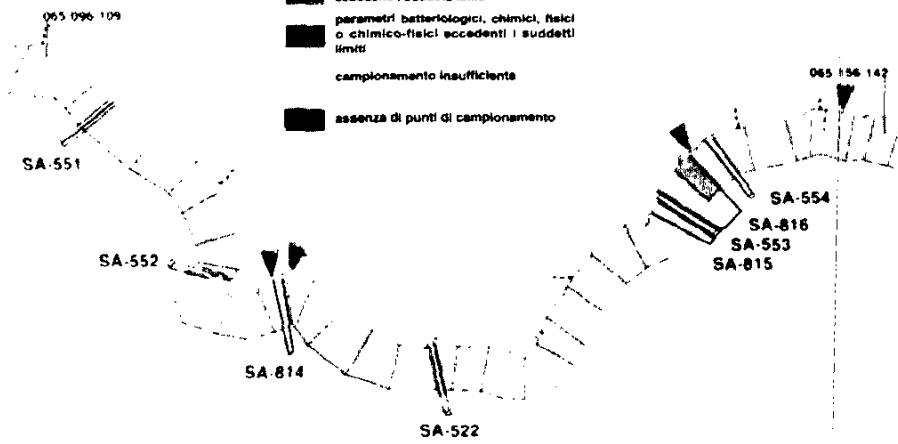 065 096 109
parametri batteriologici, chimici, fisici
o chimico-fisici eccedenti i suddetti
limiti
campionamento insufficiente
assenza di punti di campionamento
065 156 142
SA-551
SA-552
SA-814
SA-522
SA-554
SA-816
SA-553
SA-815